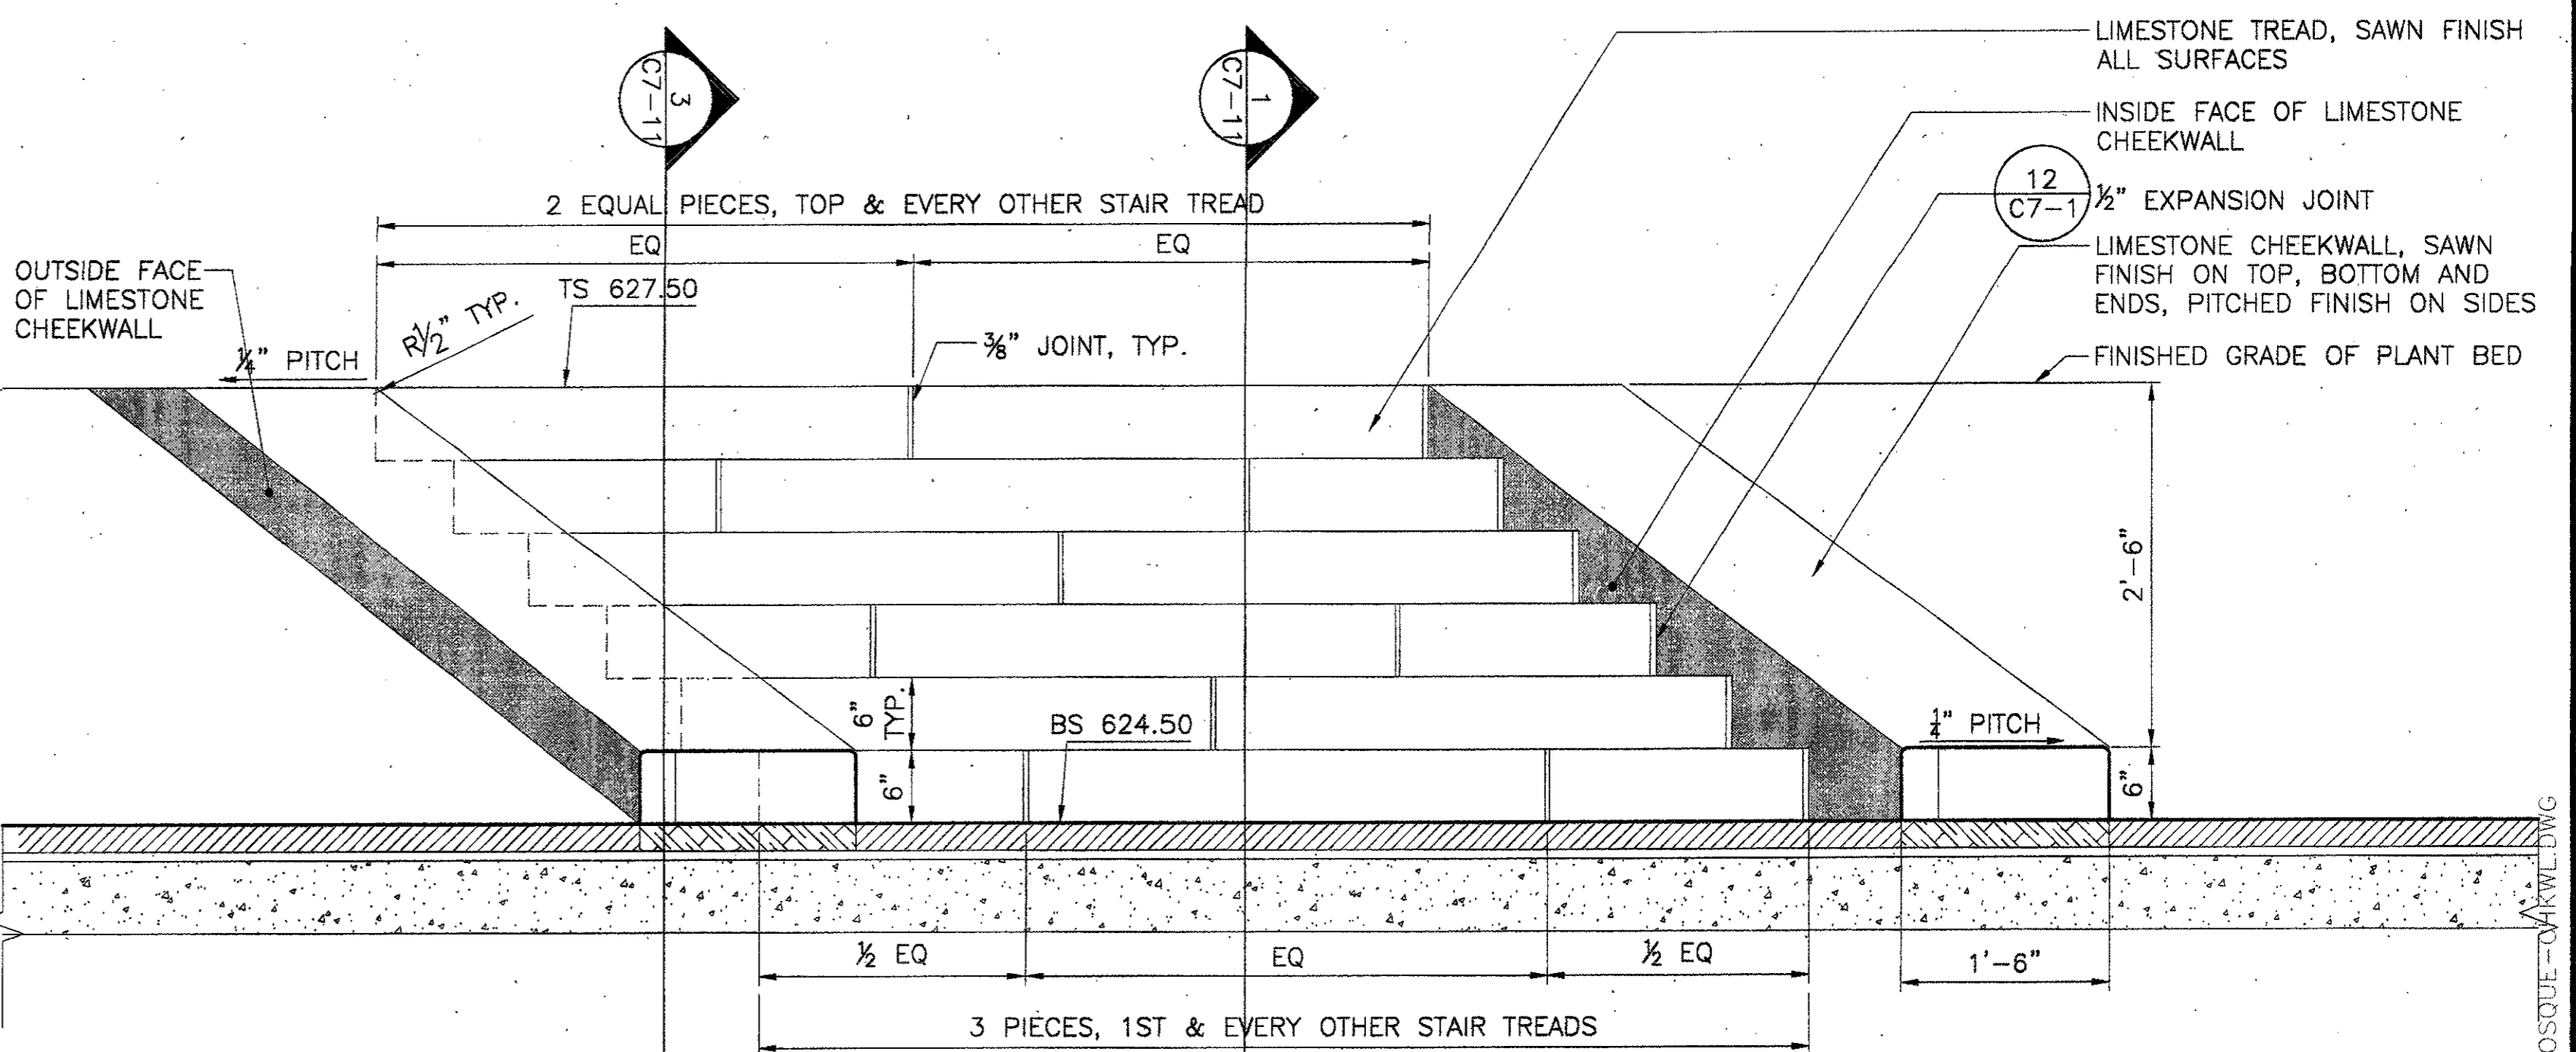 LIMESTONE TREAD, SAWN FINISH
ALL SURFACES
3
C7-11
1
C7-11
INSIDE FACE OF LIMESTONE
CHEEKWALL
12
C7-1
½" EXPANSION JOINT
2 EQUAL PIECES, TOP & EVERY OTHER STAIR TREAD
EQ
EQ
LIMESTONE CHEEKWALL, SAWN
FINISH ON TOP, BOTTOM AND
ENDS, PITCHED FINISH ON SIDES
OUTSIDE FACE
OF LIMESTONE
CHEEKWALL
TS 627.50
R½" TYP.
¼" PITCH
⅜" JOINT, TYP.
FINISHED GRADE OF PLANT BED
2'-6"
6"
TYP.
BS 624.50
¼" PITCH
6"
6"
½ EQ
EQ
½ EQ
1'-6"
3 PIECES, 1ST & EVERY OTHER STAIR TREADS